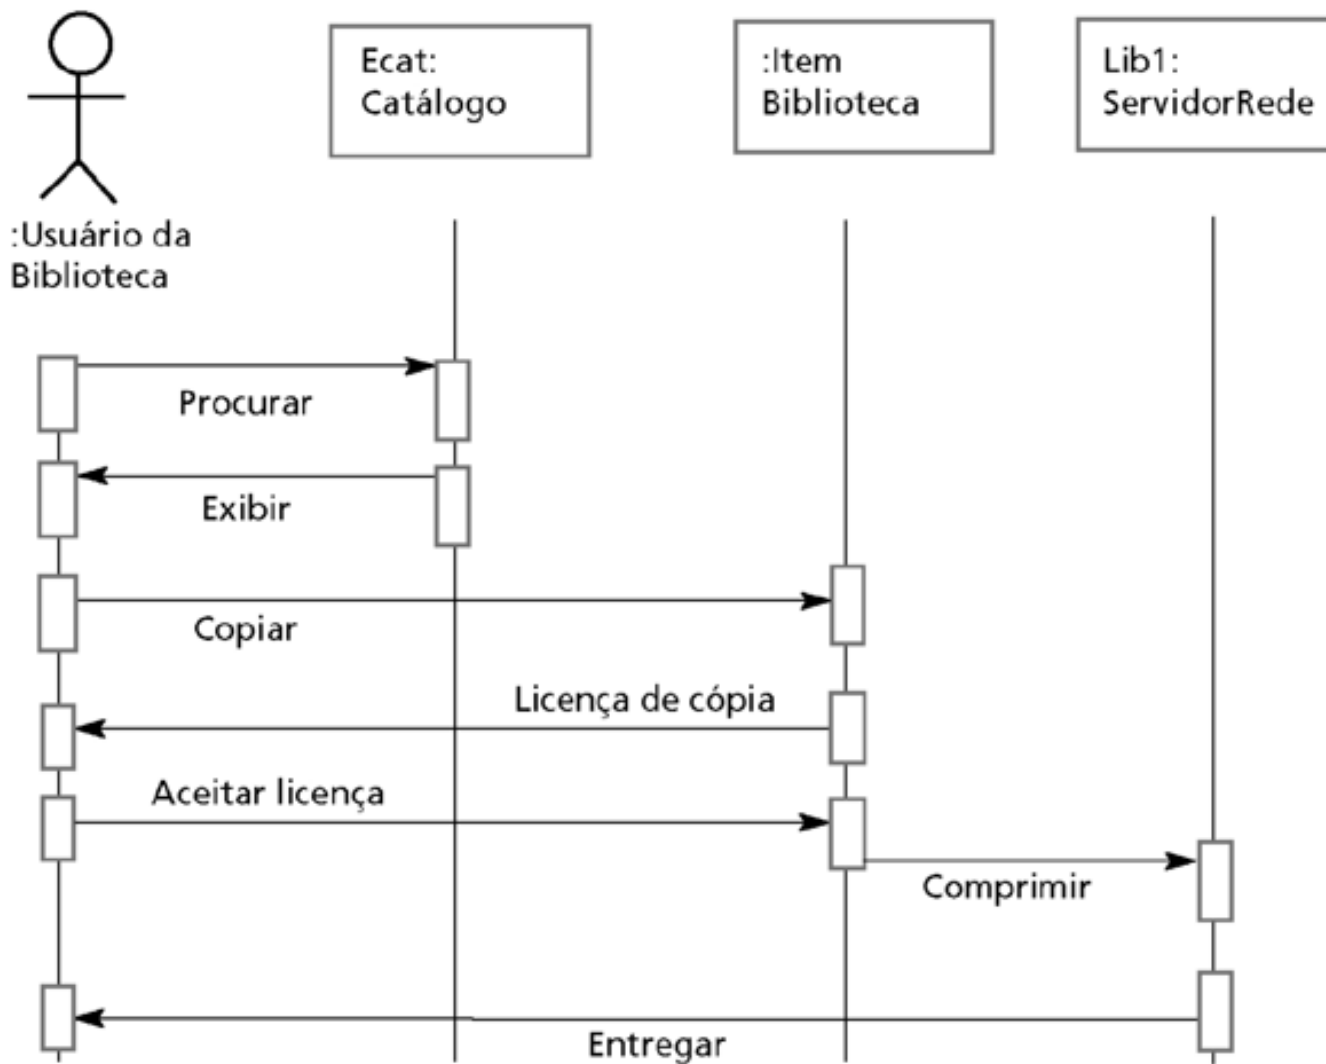 Ecat:
Catálogo
:Item
Biblioteca
Lib1:
ServidorRede
:Usuário da
Biblioteca
Procurar
Exibir
Copiar
Licença de cópia
Aceitar licença
Comprimir
Entregar